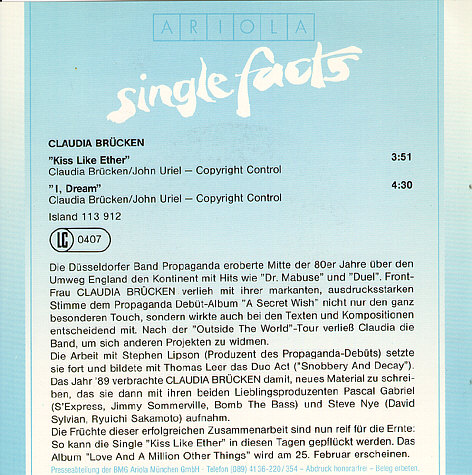 ARIOLA
single facts
CLAUDIA BRÜCKEN
"Kiss Like Ether" 3:51
Claudia Brücken/John Uriel – Copyright Control
"I, Dream" 4:30
Claudia Brücken/John Uriel – Copyright Control
Island 113 912
LC 0407
Die Düsseldorfer Band Propaganda eroberte Mitte der 80er Jahre über den
Umweg England den Kontinent mit Hits wie "Dr. Mabuse" und "Duel". Front-
Frau CLAUDIA BRÜCKEN verlieh mit ihrer markanten, ausdrucksstarken
Stimme dem Propaganda Debüt-Album "A Secret Wish" nicht nur den ganz
besonderen Touch, sondern wirkte auch bei den Texten und Kompositionen
entscheidend mit. Nach der "Outside The World"-Tour verließ Claudia die
Band, um sich anderen Projekten zu widmen.
Die Arbeit mit Stephen Lipson (Produzent des Propaganda-Debüts) setzte
sie fort und bildete mit Thomas Leer das Duo Act ("Snobbery And Decay").
Das Jahr '89 verbrachte CLAUDIA BRÜCKEN damit, neues Material zu schrei-
ben, das sie dann mit ihren beiden Lieblingsproduzenten Pascal Gabriel
(S'Express, Jimmy Sommerville, Bomb The Bass) und Steve Nye (David
Sylvian, Ryuichi Sakamoto) aufnahm.
Die Früchte dieser erfolgreichen Zusammenarbeit sind nun reif für die Ernte:
So kann die Single "Kiss Like Ether" in diesen Tagen gepflückt werden. Das
Album "Love And A Million Other Things" wird am 25. Februar erscheinen.
Presseabteilung der BMG Ariola München GmbH · Telefon (089) 41 36-220/354 – Abdruck honorarfrei – Beleg erbeten.